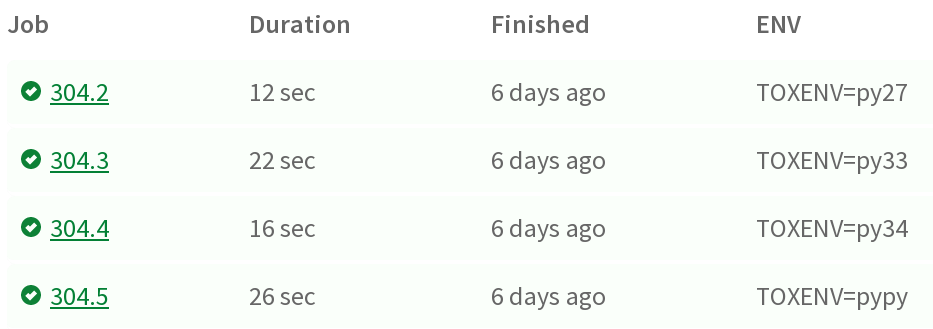 Job Duration Finished ENV
304.2 12 sec 6 days ago TOXENV=py27
304.3 22 sec 6 days ago TOXENV=py33
304.4 16 sec 6 days ago TOXENV=py34
304.5 26 sec 6 days ago TOXENV=pypy